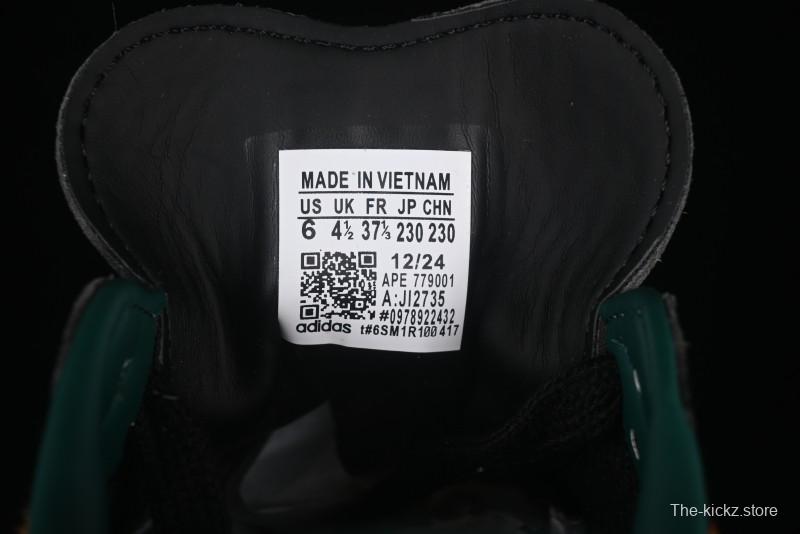 MADE IN VIETNAM
US UK FR JP CHN
6 4½ 37⅓ 230 230
12/24
APE 779001
A:JI2735
#0978922432
adidas t#6SM1R100417
The-kickz.store